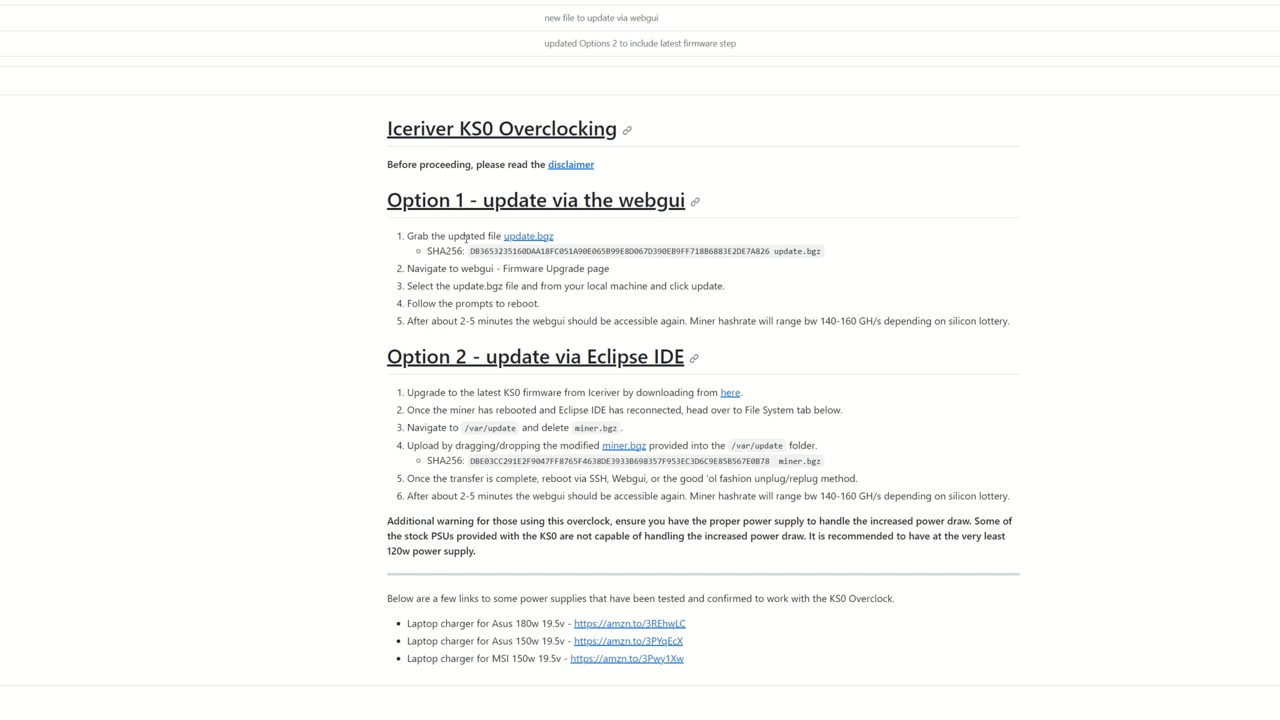 new file to update via webgui
updated Options 2 to include latest firmware step
Iceriver KS0 Overclocking
Before proceeding, please read the disclaimer
Option 1 - update via the webgui
1. Grab the updated file update.bgz
SHA256: DB3653235160DAA18FC051A90E065B99E8D067D390EB9FF718B6883E2DE7A826 update.bgz
2. Navigate to webgui - Firmware Upgrade page
3. Select the update.bgz file and from your local machine and click update.
4. Follow the prompts to reboot.
5. After about 2-5 minutes the webgui should be accessible again. Miner hashrate will range bw 140-160 GH/s depending on silicon lottery.
Option 2 - update via Eclipse IDE
1. Upgrade to the latest KS0 firmware from Iceriver by downloading from here.
2. Once the miner has rebooted and Eclipse IDE has reconnected, head over to File System tab below.
3. Navigate to /var/update and delete miner.bgz.
4. Upload by dragging/dropping the modified miner.bgz provided into the /var/update folder.
SHA256: DBE03CC291E2F9047FF8765F4638DE3933B698357F953EC3D6C9E85B567E0B78 miner.bgz
5. Once the transfer is complete, reboot via SSH, Webgui, or the good 'ol fashion unplug/replug method.
6. After about 2-5 minutes the webgui should be accessible again. Miner hashrate will range bw 140-160 GH/s depending on silicon lottery.
Additional warning for those using this overclock, ensure you have the proper power supply to handle the increased power draw. Some of
the stock PSUs provided with the KS0 are not capable of handling the increased power draw. It is recommended to have at the very least
120w power supply.
Below are a few links to some power supplies that have been tested and confirmed to work with the KS0 Overclock.
Laptop charger for Asus 180w 19.5v - https://amzn.to/3REhwLC
Laptop charger for Asus 150w 19.5v - https://amzn.to/3PYqEcX
Laptop charger for MSI 150w 19.5v - https://amzn.to/3Pwy1Xw